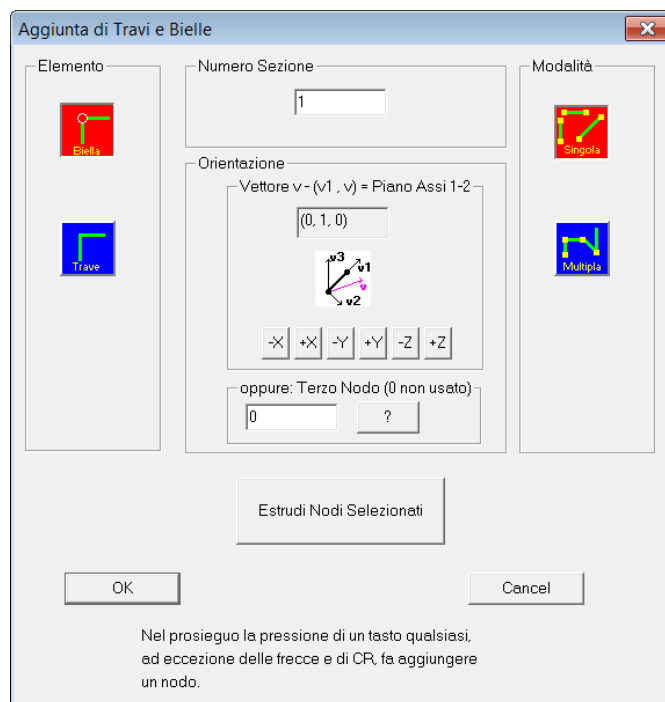 Aggiunta di Travi e Bielle
Elemento
Biella
Trave
Numero Sezione
1
Orientazione
Vettore v - (v1 , v) = Piano Assi 1-2
(0, 1, 0)
v3
v1
v
v2
-X +X -Y +Y -Z +Z
oppure: Terzo Nodo (0 non usato)
0 ?
Modalità
Singola
Multipla
Estrudi Nodi Selezionati
OK Cancel
Nel prosieguo la pressione di un tasto qualsiasi,
ad eccezione delle frecce e di CR, fa aggiungere
un nodo.